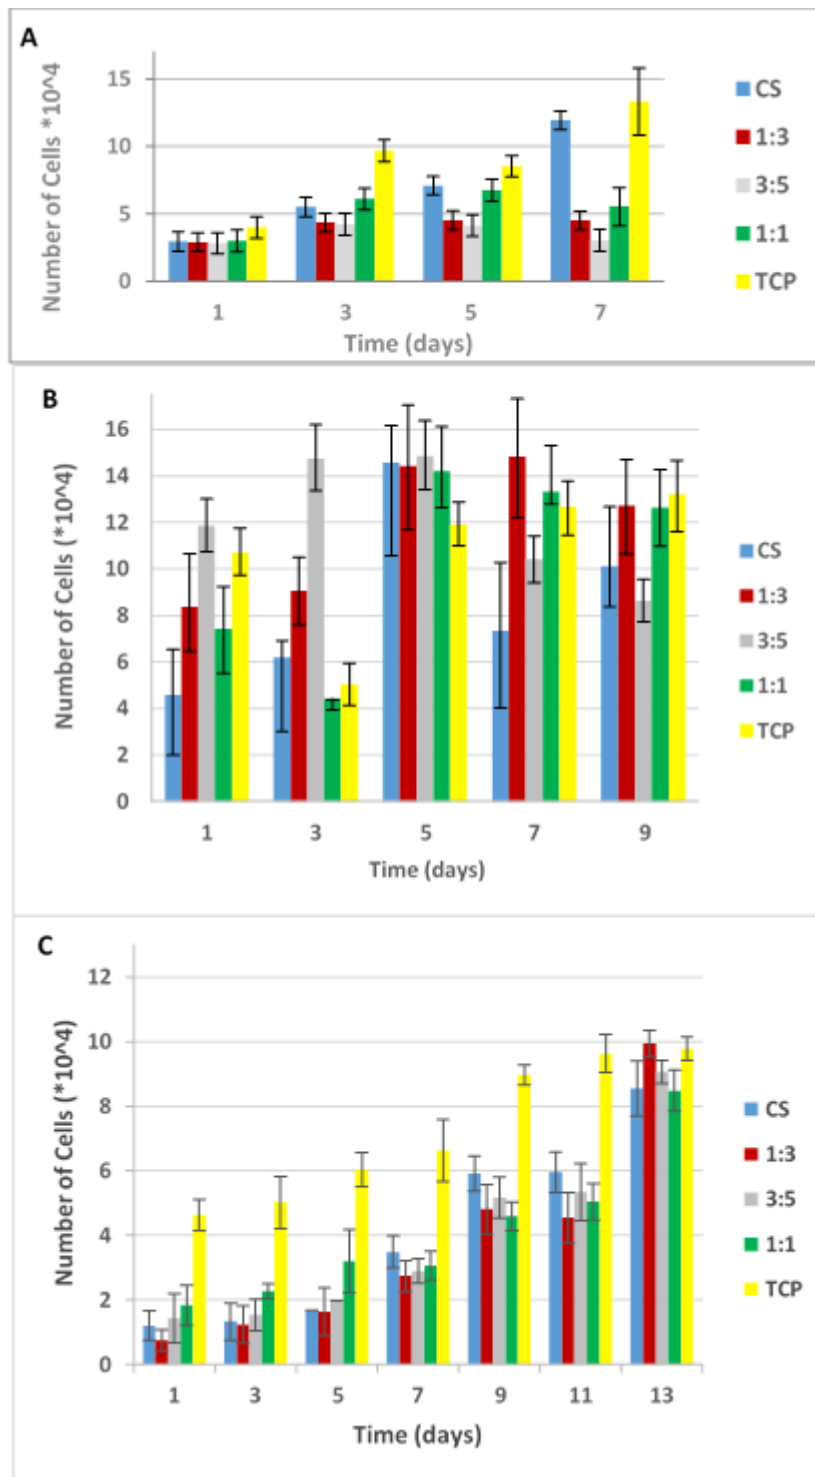 A
Number of Cells *10^4
15
10
5
0
1 3 5 7
Time (days)
CS
1:3
3:5
1:1
TCP
B
Number of Cells (*10^4)
16
14
12
10
8
6
4
2
0
1 3 5 7 9
Time (days)
CS
1:3
3:5
1:1
TCP
C
Number of Cells (*10^4)
12
10
8
6
4
2
0
1 3 5 7 9 11 13
Time (days)
CS
1:3
3:5
1:1
TCP